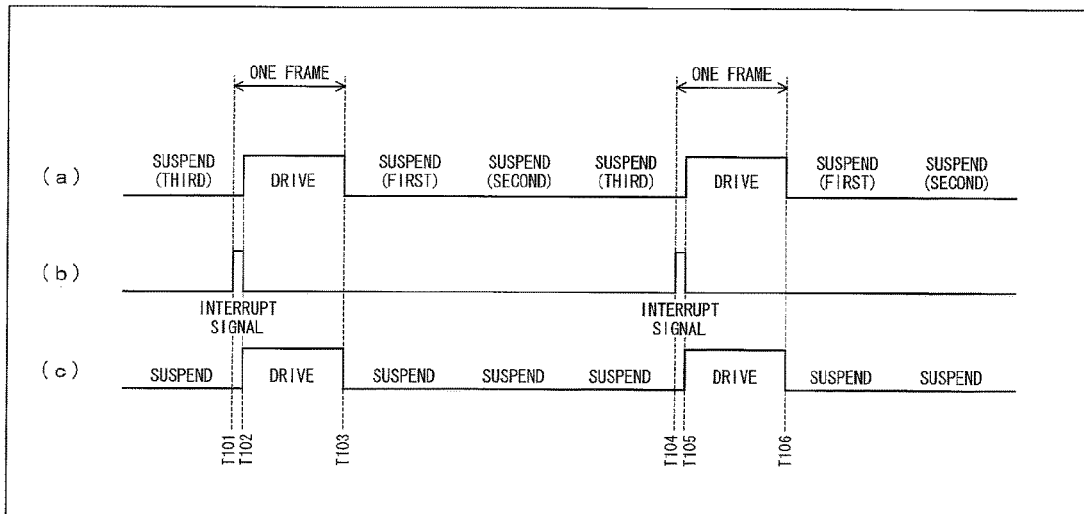 ONE FRAME ONE FRAME
(a) SUSPEND (THIRD) DRIVE SUSPEND (FIRST) SUSPEND (SECOND) SUSPEND (THIRD) DRIVE SUSPEND (FIRST) SUSPEND (SECOND)
(b)
INTERRUPT SIGNAL INTERRUPT SIGNAL
(c) SUSPEND DRIVE SUSPEND SUSPEND SUSPEND DRIVE SUSPEND SUSPEND
T101 T102 T103 T104 T105 T106